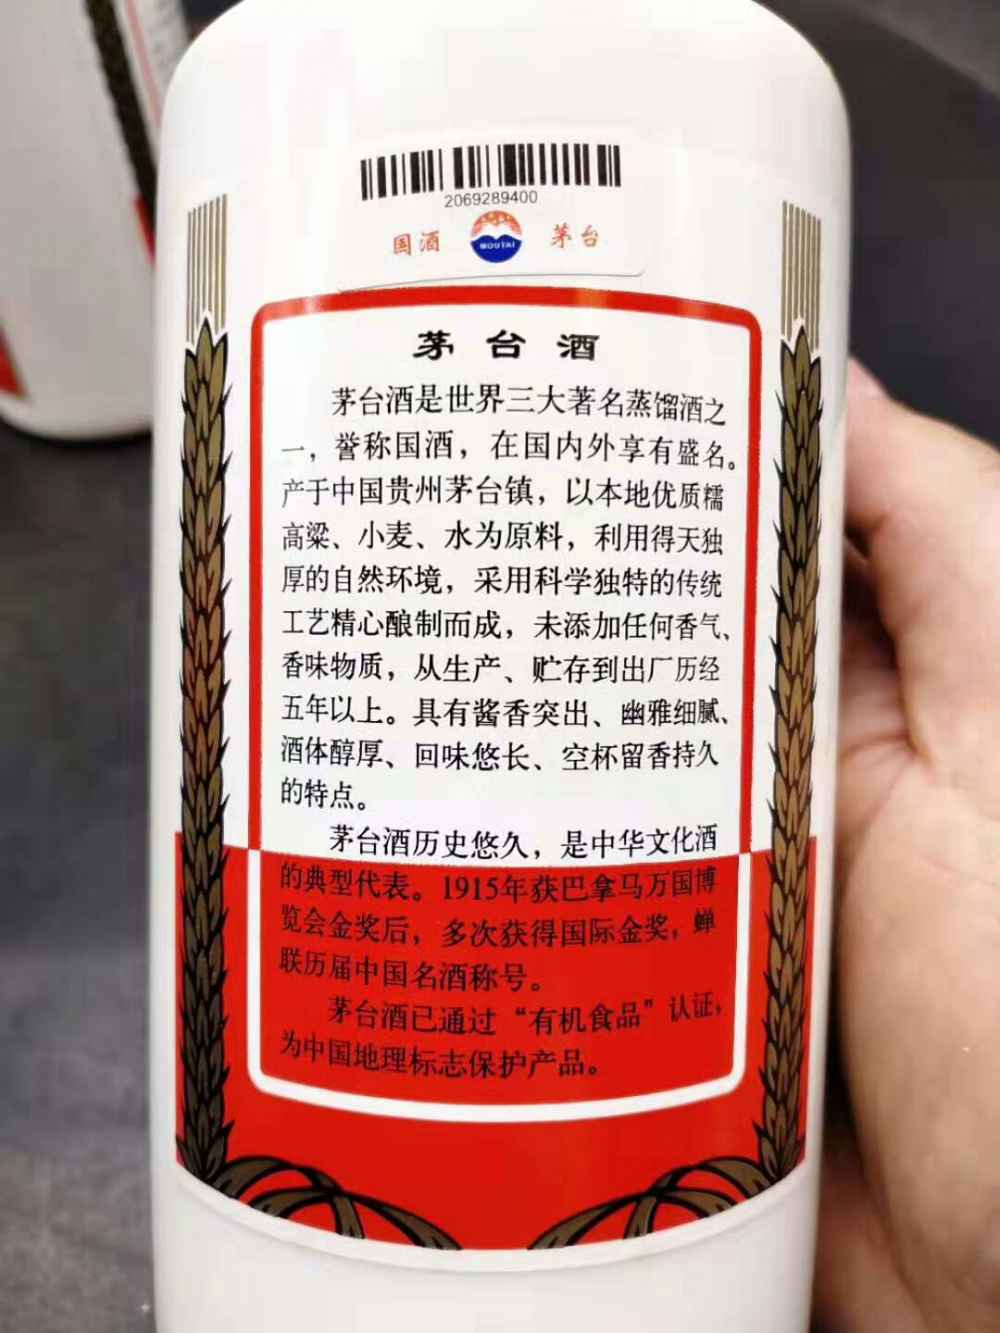 2069289400
国酒 MOUTAI 茅台
茅台酒
茅台酒是世界三大著名蒸馏酒之
一，誉称国酒，在国内外享有盛名。
产于中国贵州茅台镇，以本地优质糯
高粱、小麦、水为原料，利用得天独
厚的自然环境，采用科学独特的传统
工艺精心酿制而成，未添加任何香气、
香味物质，从生产、贮存到出厂历经
五年以上。具有酱香突出、幽雅细腻、
酒体醇厚、回味悠长、空杯留香持久
的特点。
茅台酒历史悠久，是中华文化酒
的典型代表。1915年获巴拿马万国博
览会金奖后，多次获得国际金奖，蝉
联历届中国名酒称号。
茅台酒已通过“有机食品”认证，
为中国地理标志保护产品。